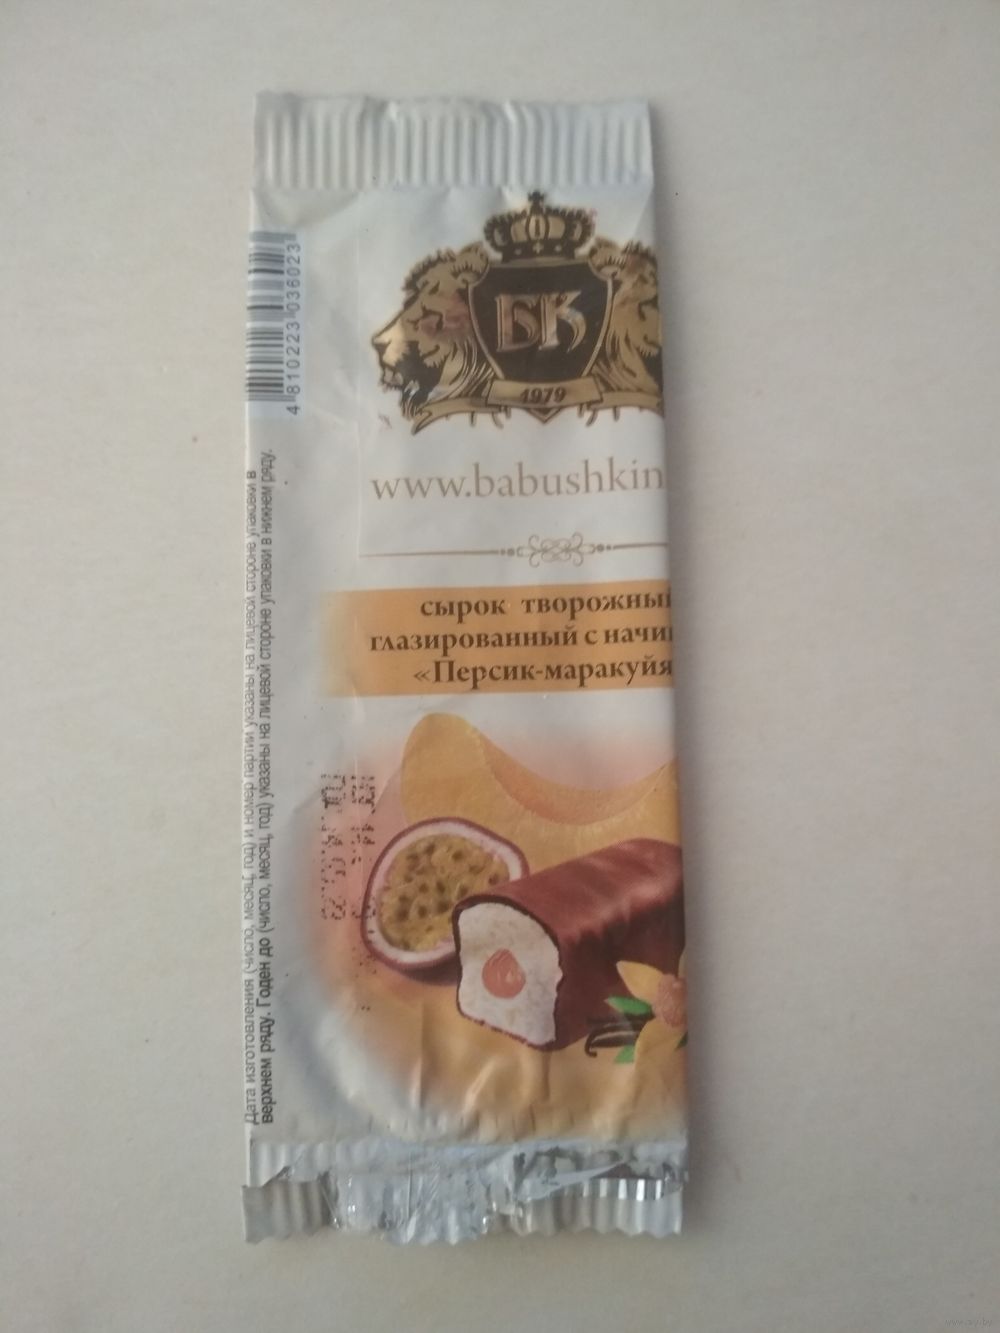 БК
1979
www.babushkin
сырок творожный
глазированный с начи
«Персик-маракуйя
4 810223 036023
Дата изготовления (число, месяц, год) и номер партии указаны на лицевой стороне упаковки в
верхнем ряду. Годен до (число, месяц, год) указаны на лицевой стороне упаковки в нижнем ряду.